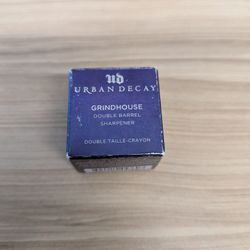 UD
URBAN DECAY
GRINDHOUSE
DOUBLE BARREL
SHARPENER
DOUBLE TAILLE-CRAYON